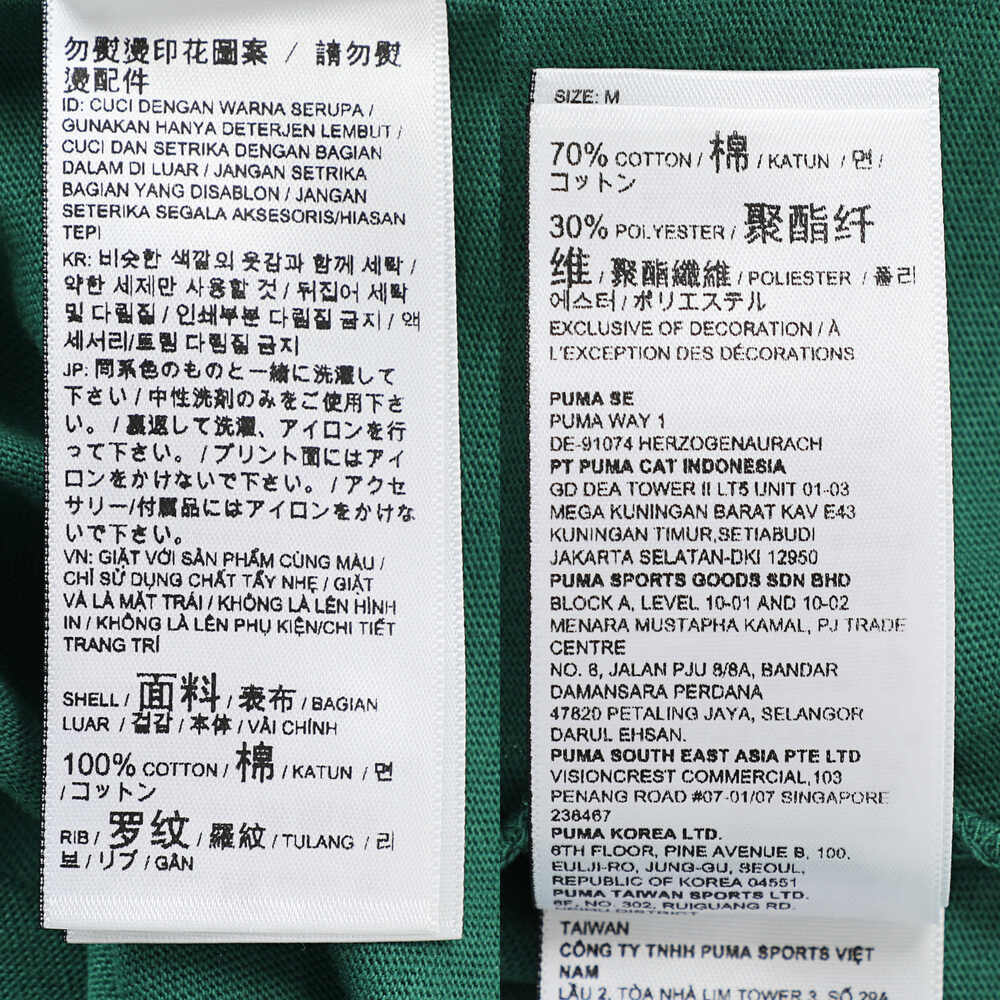 勿熨燙印花圖案 / 請勿熨
燙配件
ID: CUCI DENGAN WARNA SERUPA /
GUNAKAN HANYA DETERJEN LEMBUT /
CUCI DAN SETRIKA DENGAN BAGIAN
DALAM DI LUAR / JANGAN SETRIKA
BAGIAN YANG DISABLON / JANGAN
SETERIKA SEGALA AKSESORIS/HIASAN
TEPI
KR: 비슷한 색깔의 옷감과 함께 세탁 /
약한 세제만 사용할 것 / 뒤집어 세탁
및 다림질 / 인쇄부분 다림질 금지 / 액
세서리/트림 다림질 금지
JP: 同系色のものと一緒に洗濯して
下さい / 中性洗剤のみをご使用下さ
い。 / 裏返して洗濯、アイロンを行
って下さい。 / プリント面にはアイ
ロンをかけないで下さい。 / アクセ
サリー/付属品にはアイロンをかけな
いで下さい。
VN: GIẶT VỚI SẢN PHẨM CÙNG MÀU /
CHỈ SỬ DỤNG CHẤT TẨY NHẸ / GIẶT
VÀ LÀ MẶT TRÁI / KHÔNG LÀ LÊN HÌNH
IN / KHÔNG LÀ LÊN PHỤ KIỆN/CHI TIẾT
TRANG TRÍ
SHELL / 面料 / 表布 / BAGIAN
LUAR / 겉감 / 本体 / VẢI CHÍNH
100% COTTON / 棉 / KATUN / 면
/ コットン
RIB / 罗纹 / 羅紋 / TULANG / 리
브 / リブ / GÂN
SIZE: M
70% COTTON / 棉 / KATUN / 면 /
コットン
30% POLYESTER / 聚酯纤
维 / 聚酯纖維 / POLIESTER / 폴리
에스터 / ポリエステル
EXCLUSIVE OF DECORATION / À
L'EXCEPTION DES DÉCORATIONS
PUMA SE
PUMA WAY 1
DE-91074 HERZOGENAURACH
PT PUMA CAT INDONESIA
GD DEA TOWER II LT5 UNIT 01-03
MEGA KUNINGAN BARAT KAV E43
KUNINGAN TIMUR,SETIABUDI
JAKARTA SELATAN-DKI 12950
PUMA SPORTS GOODS SDN BHD
BLOCK A, LEVEL 10-01 AND 10-02
MENARA MUSTAPHA KAMAL, PJ TRADE
CENTRE
NO. 8, JALAN PJU 8/8A, BANDAR
DAMANSARA PERDANA
47820 PETALING JAYA, SELANGOR
DARUL EHSAN.
PUMA SOUTH EAST ASIA PTE LTD
VISIONCREST COMMERCIAL,103
PENANG ROAD #07-01/07 SINGAPORE
238467
PUMA KOREA LTD.
6TH FLOOR, PINE AVENUE B, 100,
EULJI-RO, JUNG-GU, SEOUL,
REPUBLIC OF KOREA 04551
PUMA TAIWAN SPORTS LTD.
8F, NO. 302, RUIGUANG RD.
TAIWAN
CÔNG TY TNHH PUMA SPORTS VIỆT
NAM
LẦU 2, TÒA NHÀ LIM TOWER 3, SỐ 29A